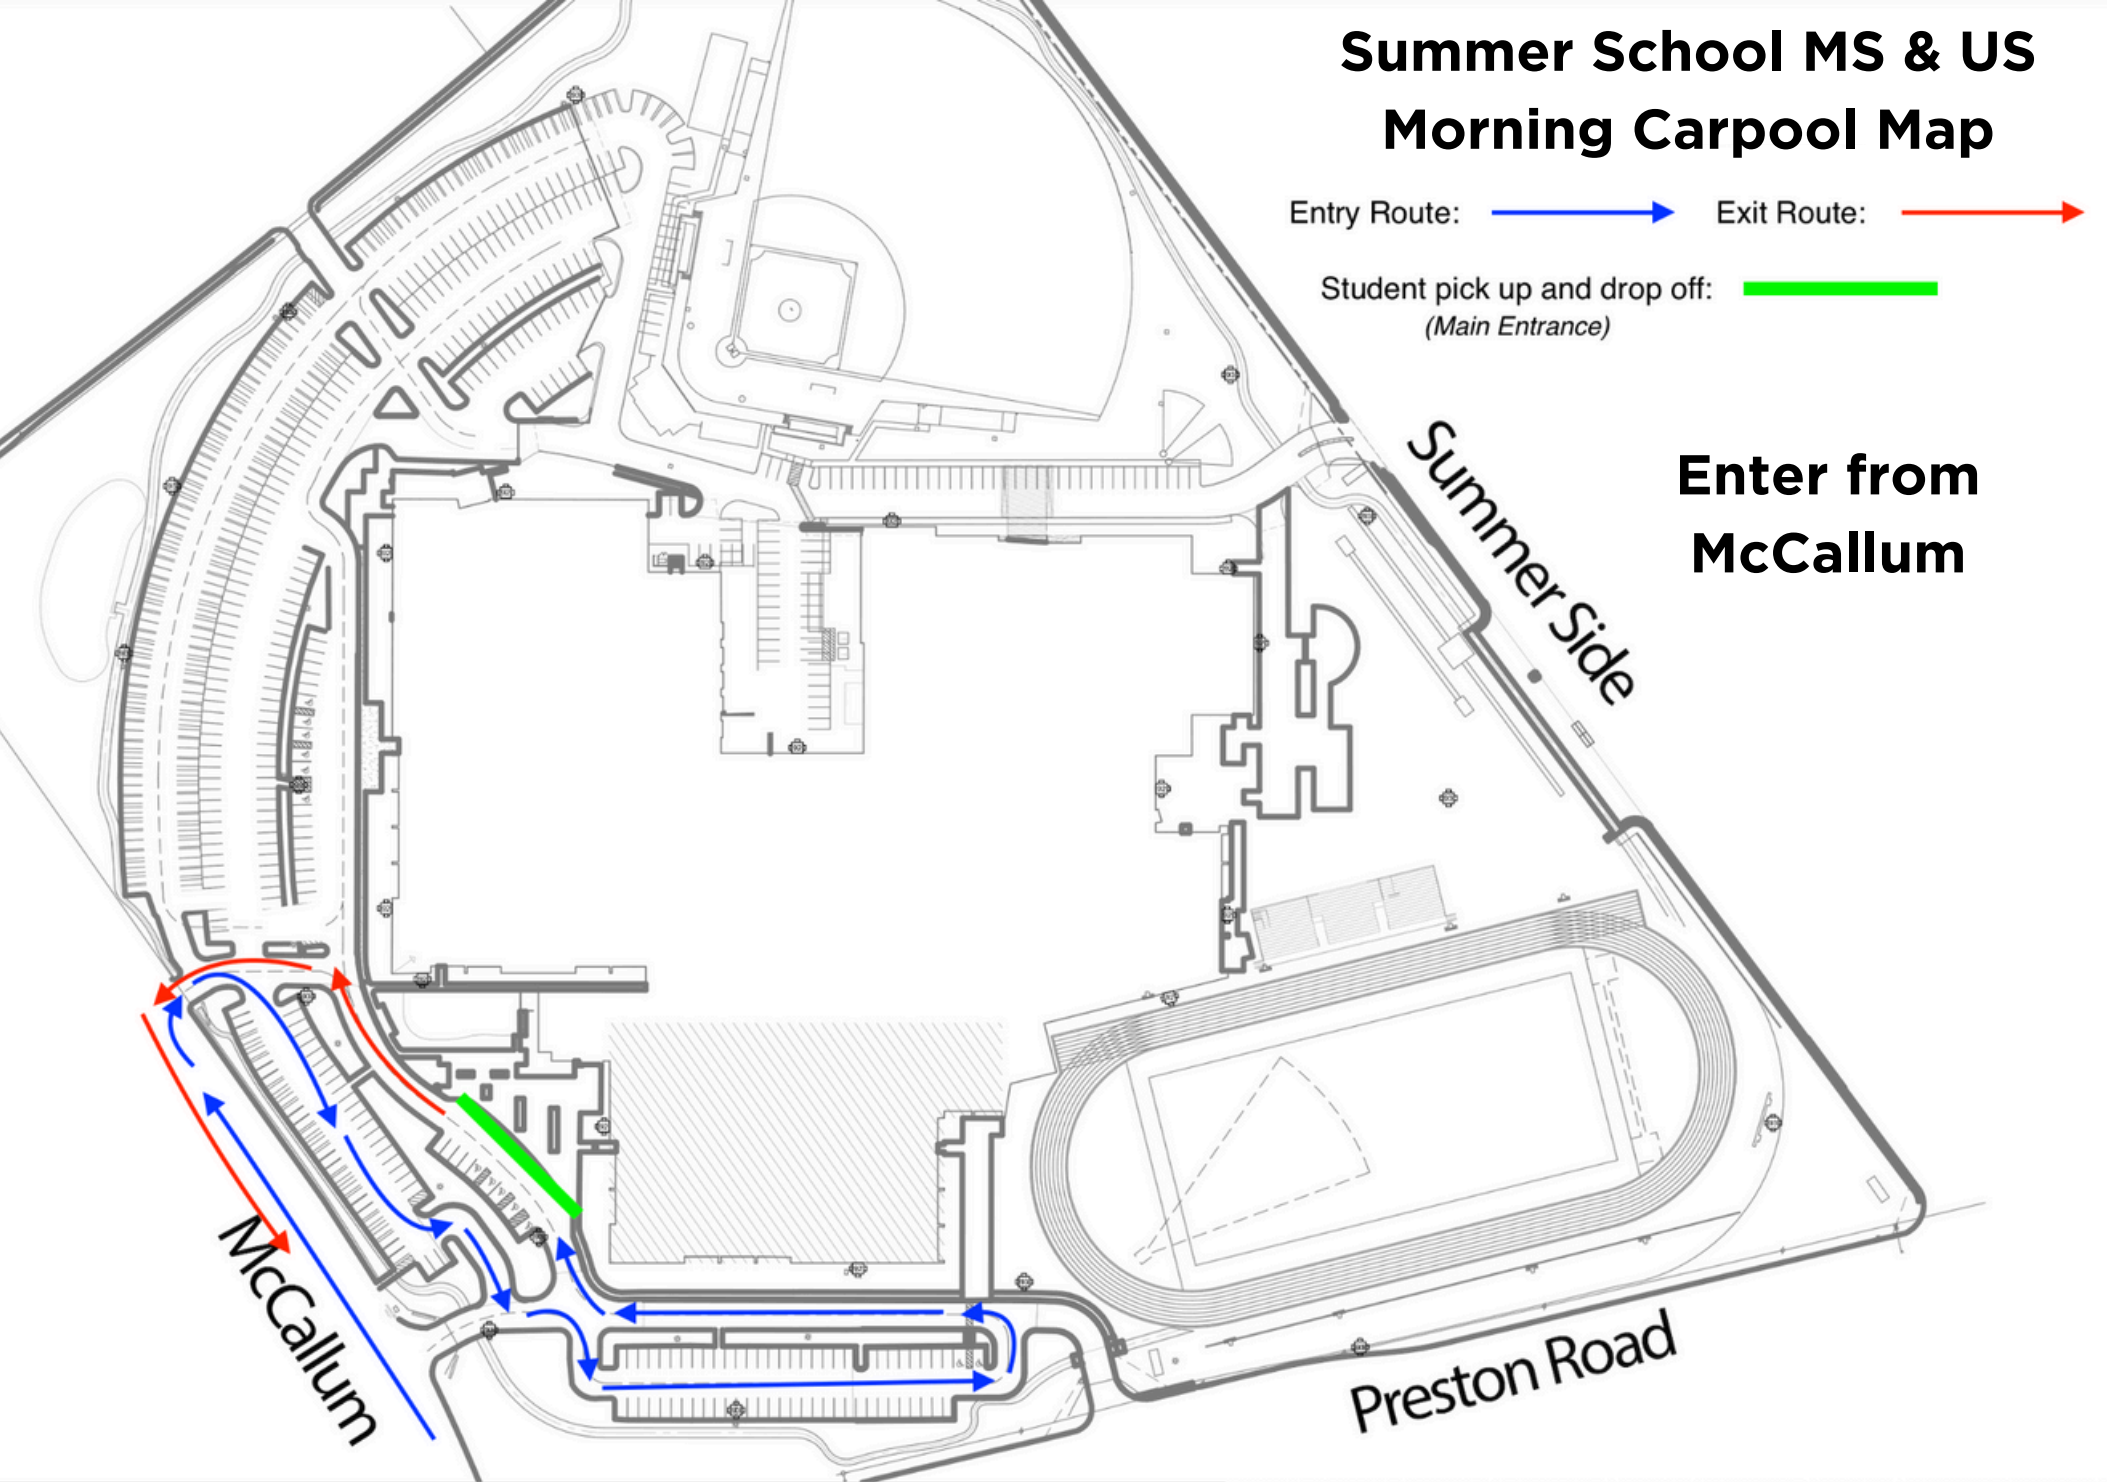 Summer School MS & US
Morning Carpool Map
Entry Route:
Exit Route:
Student pick up and drop off:
(Main Entrance)
Enter from
McCallum
Summer Side
McCallum
Preston Road